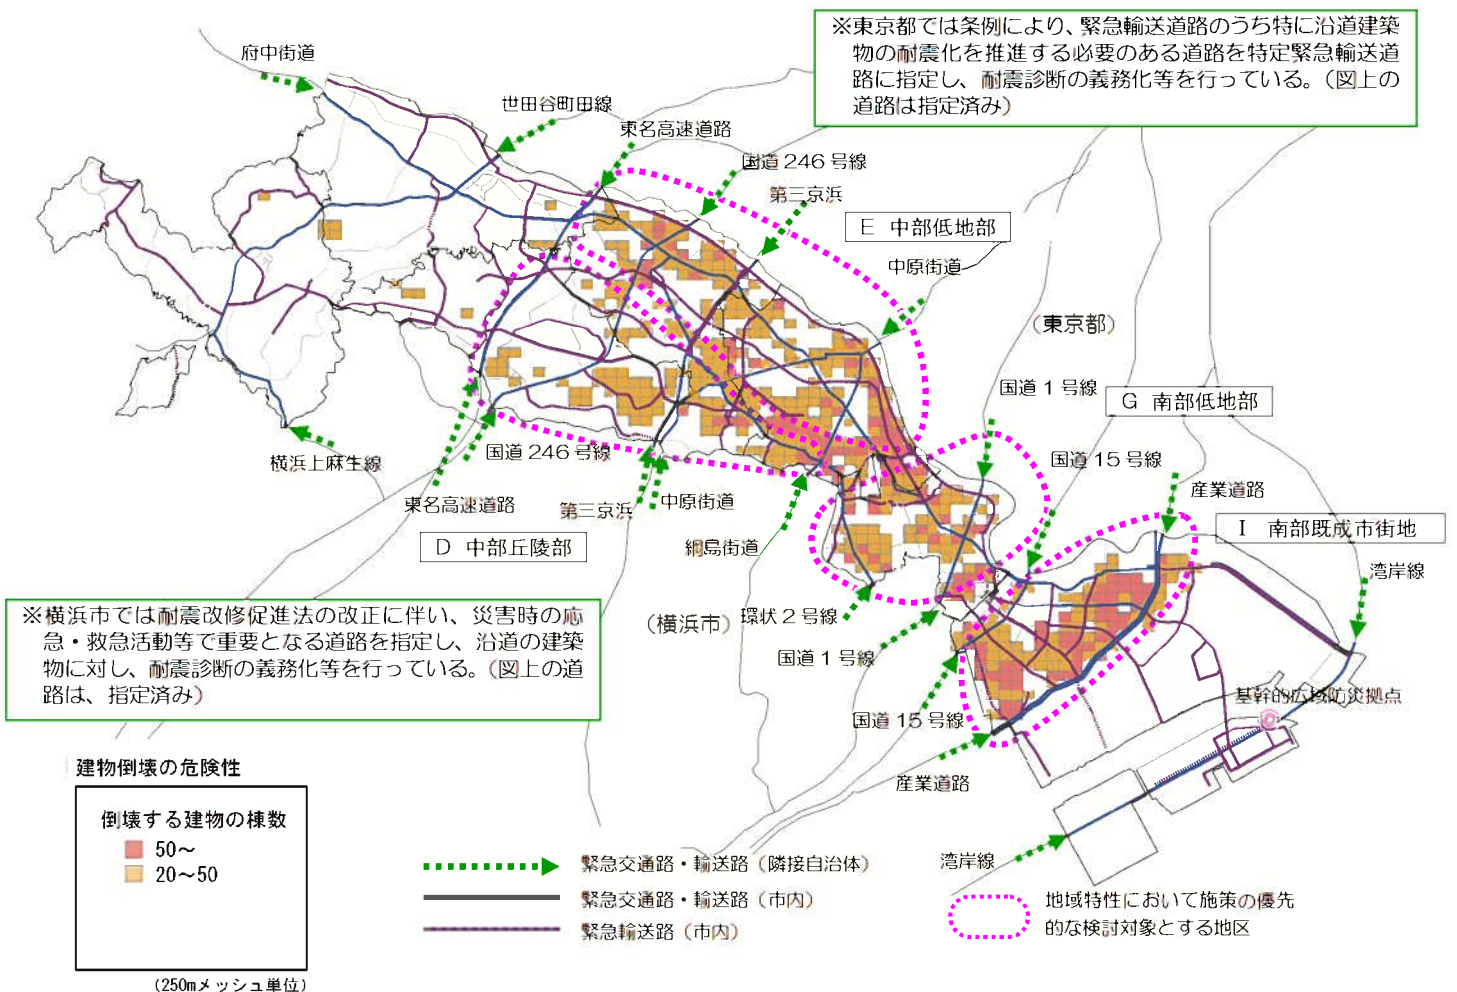 ※東京都では条例により、緊急輸送道路のうち特に沿道建築
物の耐震化を推進する必要のある道路を特定緊急輸送道
路に指定し、耐震診断の義務化等を行っている。（図上の
道路は指定済み）
府中街道
世田谷町田線
東名高速道路
国道 246 号線
第三京浜
E 中部低地部
中原街道
（東京都）
国道 1 号線
G 南部低地部
国道 15 号線
産業道路
I 南部既成市街地
湾岸線
横浜上麻生線
国道 246 号線
東名高速道路
第三京浜
中原街道
D 中部丘陵部
綱島街道
※横浜市では耐震改修促進法の改正に伴い、災害時の応
急・救急活動等で重要となる道路を指定し、沿道の建築
物に対し、耐震診断の義務化等を行っている。（図上の道
路は、指定済み）
（横浜市）
環状 2 号線
国道 1 号線
国道 15 号線
基幹的広域防災拠点
産業道路
湾岸線
建物倒壊の危険性
倒壊する建物の棟数
50～
20～50
（250mメッシュ単位）
緊急交通路・輸送路（隣接自治体）
緊急交通路・輸送路（市内）
緊急輸送路（市内）
地域特性において施策の優先
的な検討対象とする地区